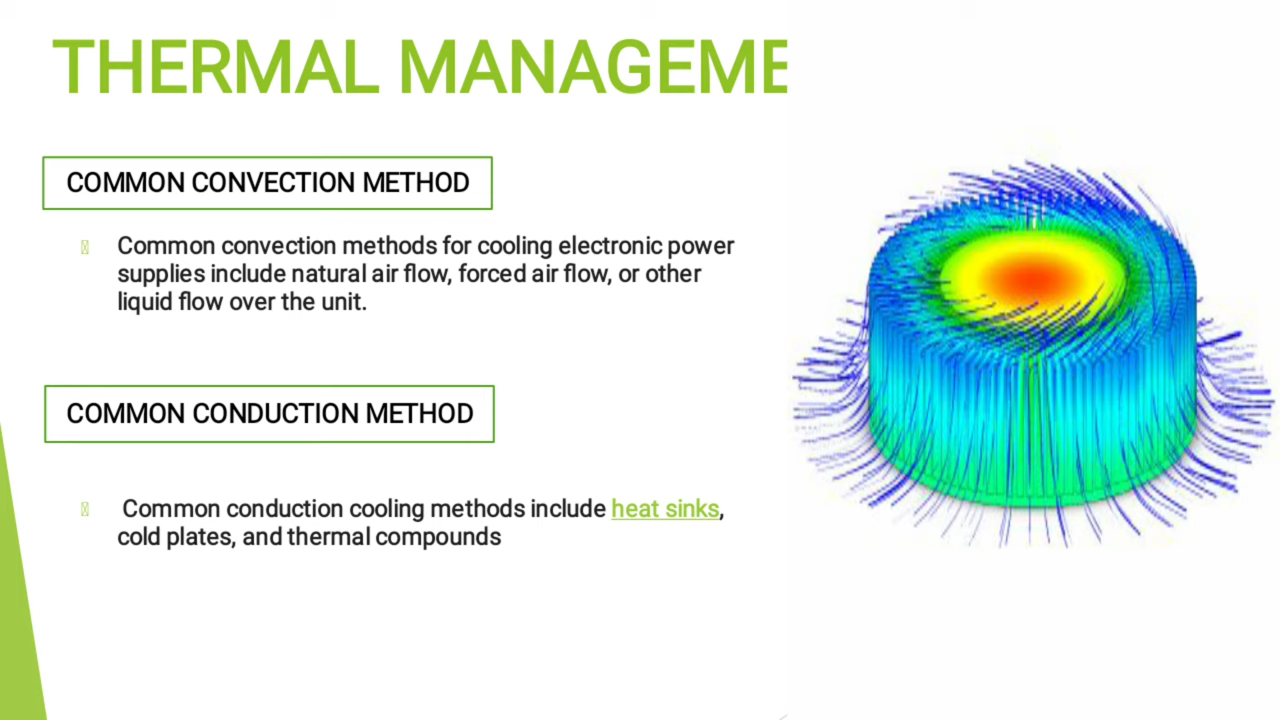 THERMAL MANAGEME
COMMON CONVECTION METHOD
Common convection methods for cooling electronic power
supplies include natural air flow, forced air flow, or other
liquid flow over the unit.
COMMON CONDUCTION METHOD
Common conduction cooling methods include heat sinks,
cold plates, and thermal compounds